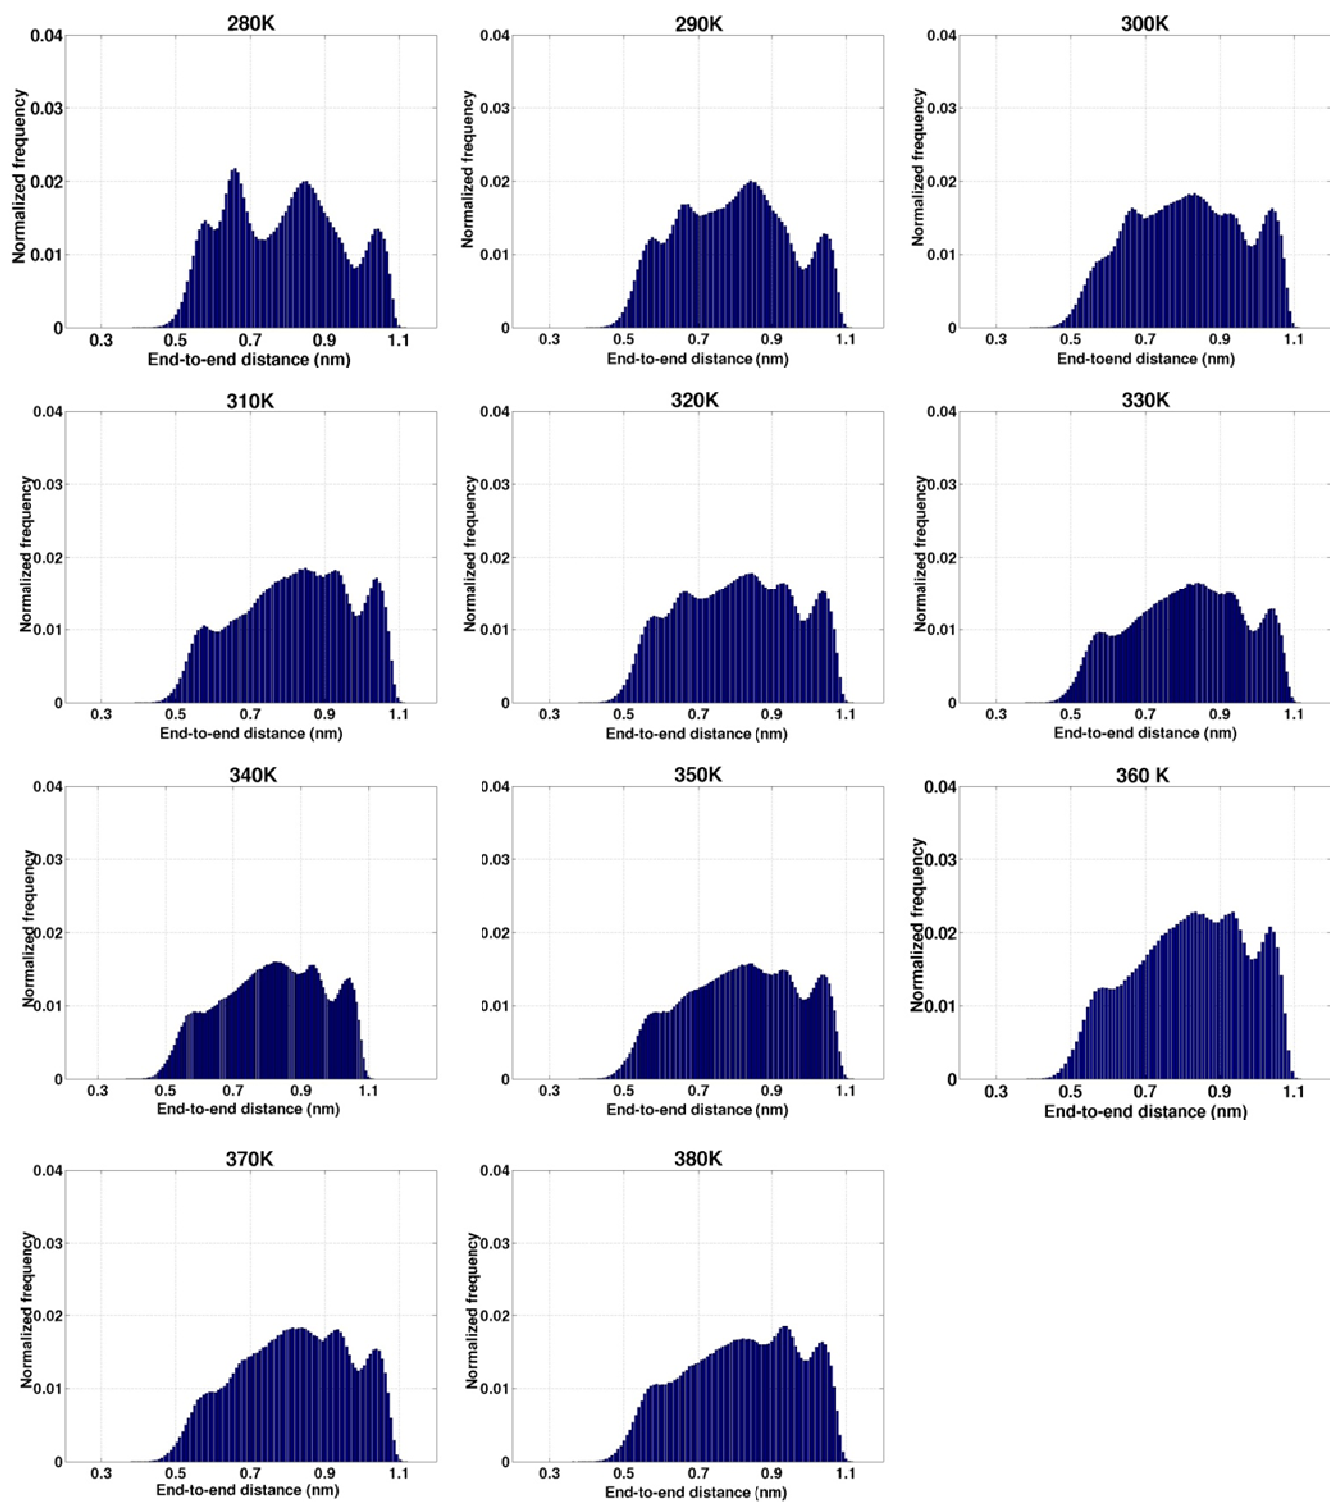 280K
0.04
0.03
0.02
0.01
0
Normalized frequency
0.3 0.5 0.7 0.9 1.1
End-to-end distance (nm)
290K
0.04
0.03
0.02
0.01
0
Normalized frequency
0.3 0.5 0.7 0.9 1.1
End-to-end distance (nm)
300K
0.04
0.03
0.02
0.01
0
Normalized frequency
0.3 0.5 0.7 0.9 1.1
End-toend distance (nm)
310K
0.04
0.03
0.02
0.01
0
Normalized frequency
0.3 0.5 0.7 0.9 1.1
End-to-end distance (nm)
320K
0.04
0.03
0.02
0.01
0
Normalized frequency
0.3 0.5 0.7 0.9 1.1
End-to-end distance (nm)
330K
0.04
0.03
0.02
0.01
0
Normalized frequency
0.3 0.5 0.7 0.9 1.1
End-to-end distance (nm)
340K
0.04
0.03
0.02
0.01
0
Normalized frequency
0.3 0.5 0.7 0.9 1.1
End-to-end distance (nm)
350K
0.04
0.03
0.02
0.01
0
Normalized frequency
0.3 0.5 0.7 0.9 1.1
End-to-end distance (nm)
360 K
0.04
0.03
0.02
0.01
0
Normalized frequency
0.3 0.5 0.7 0.9 1.1
End-to-end distance (nm)
370K
0.04
0.03
0.02
0.01
0
Normalized frequency
0.3 0.5 0.7 0.9 1.1
End-to-end distance (nm)
380K
0.04
0.03
0.02
0.01
0
Normalized frequency
0.3 0.5 0.7 0.9 1.1
End-to-end distance (nm)